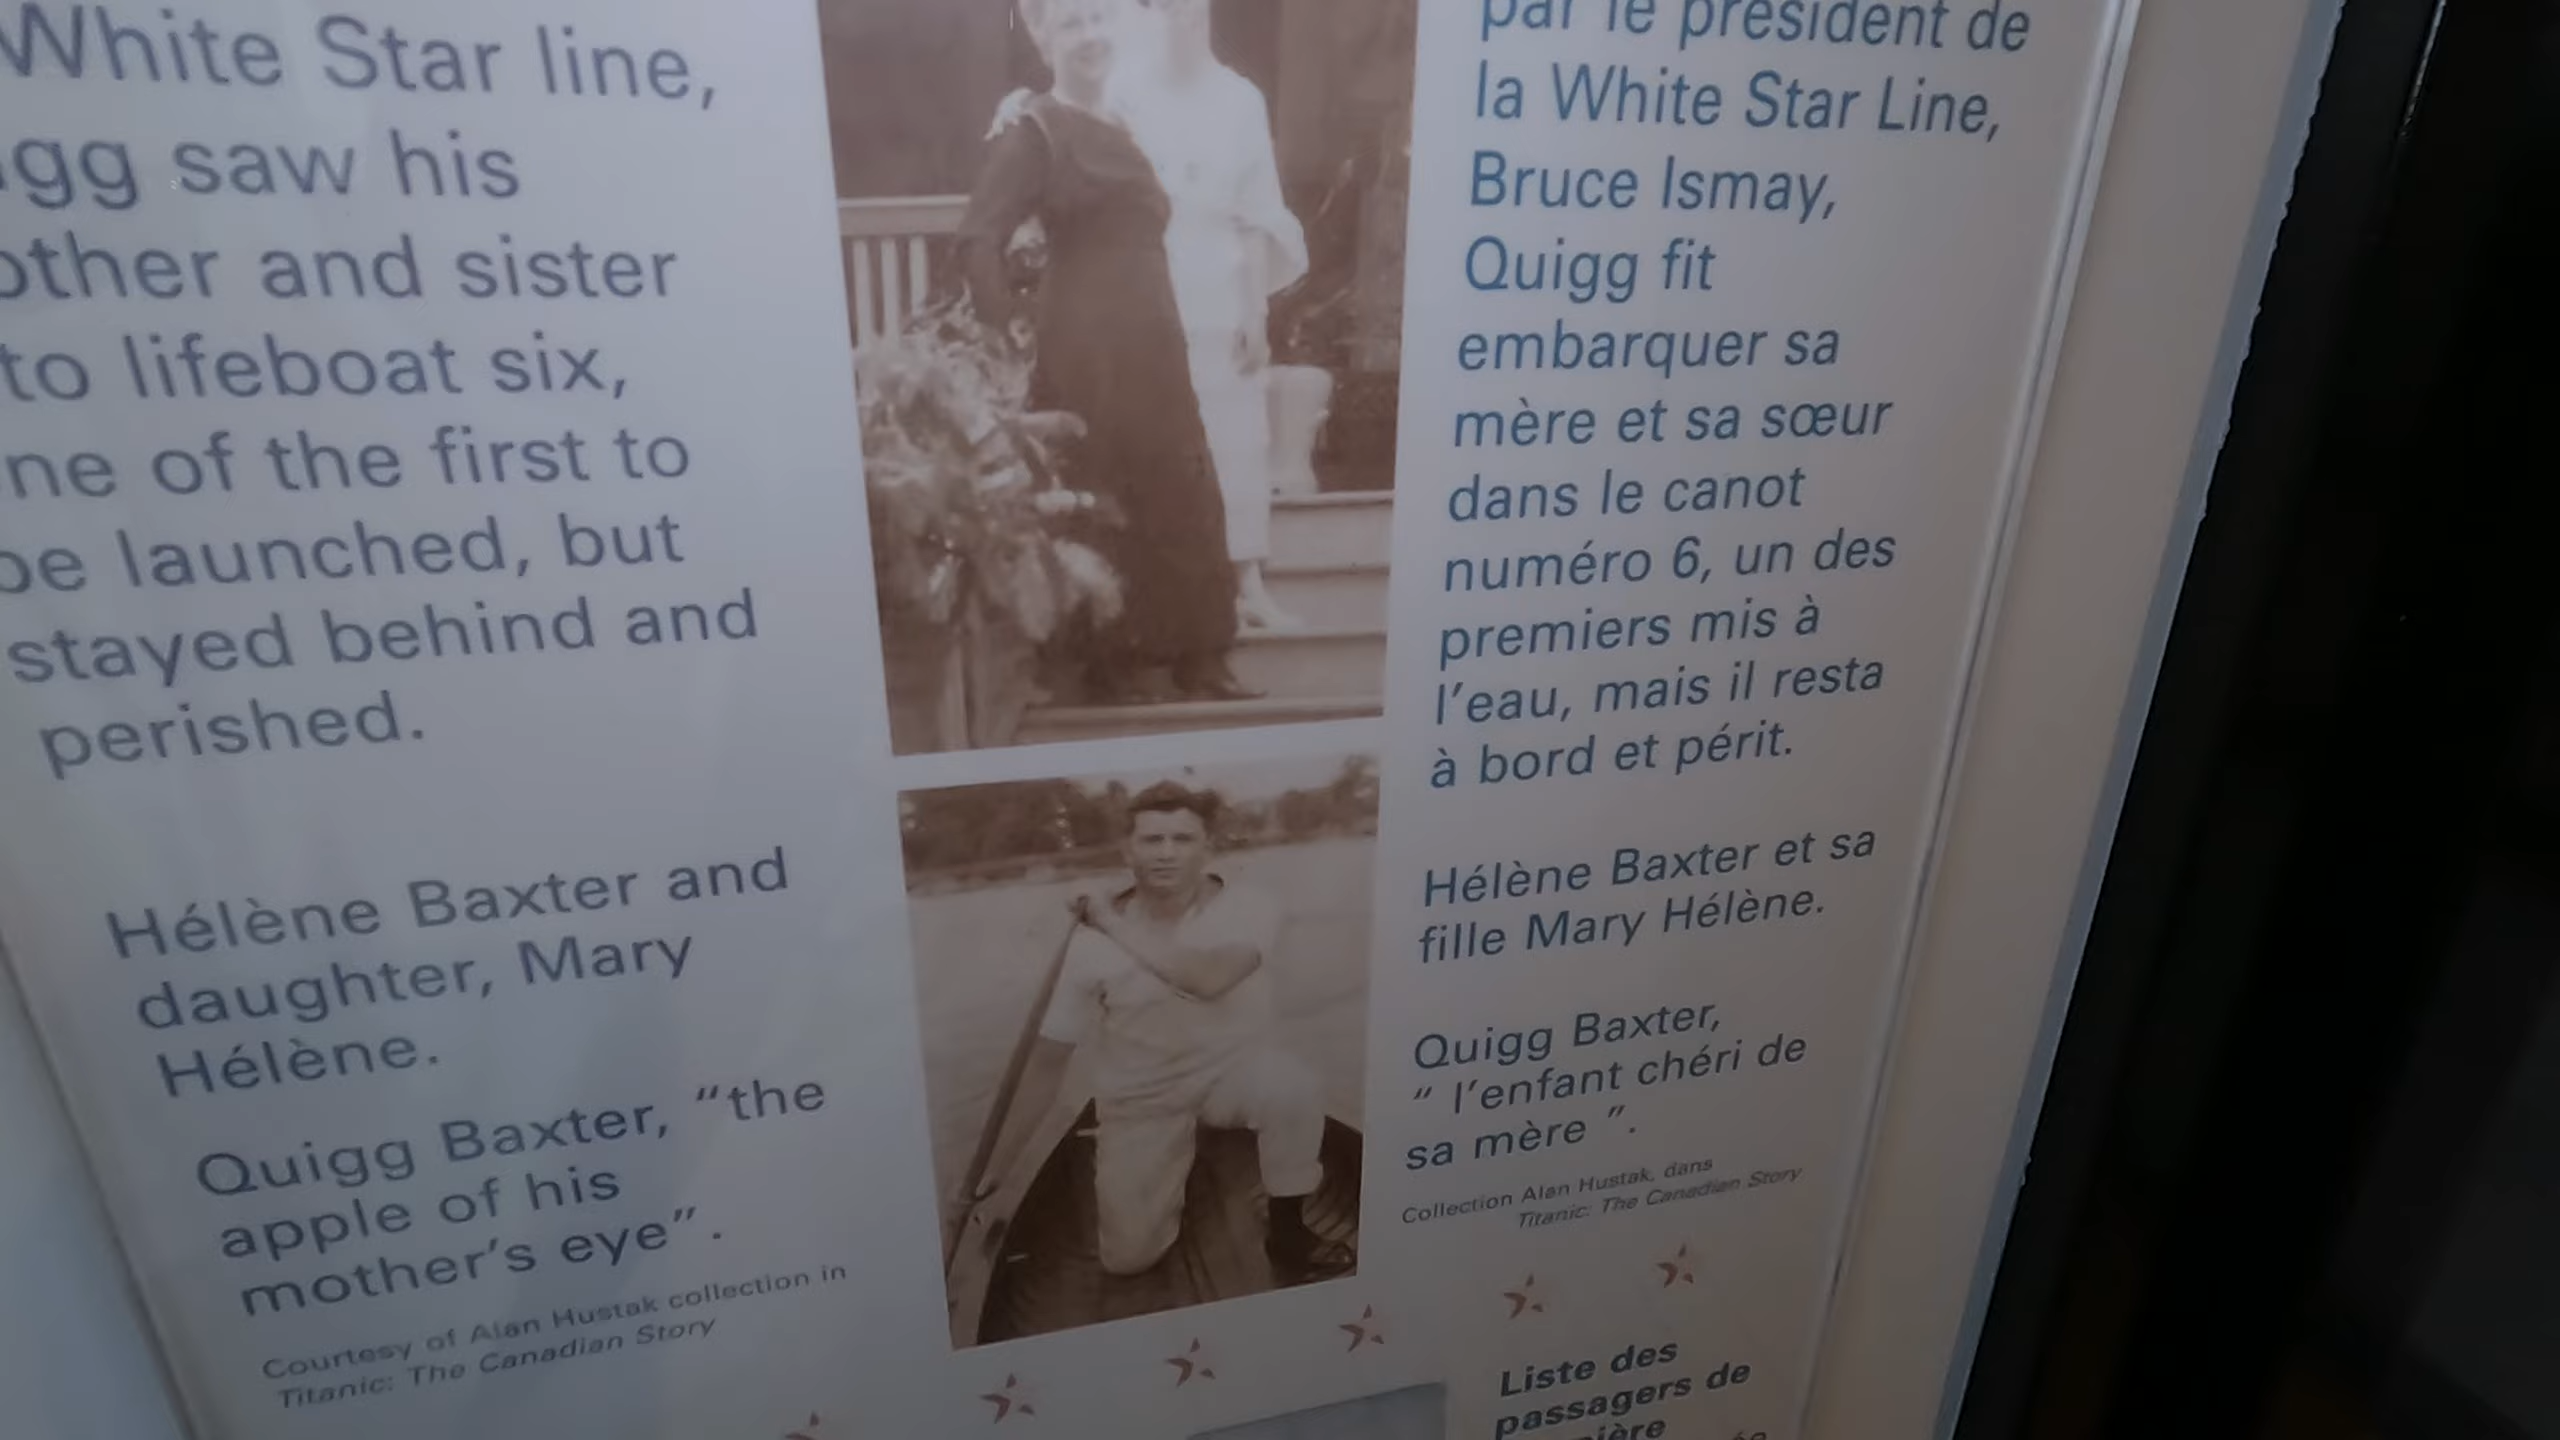 White Star line,
saw his
and sister
to lifeboat six,
of the first to
be launched, but
stayed behind and
perished.
Hélène Baxter and
daughter, Mary
Hélène.
Quigg Baxter, “the
apple of his
mother’s eye”.
Courtesy of Alan Hustak collection in
Titanic: The Canadian Story
par le président de
la White Star Line,
Bruce Ismay,
Quigg fit
embarquer sa
mère et sa sœur
dans le canot
numéro 6, un des
premiers mis à
l’eau, mais il resta
à bord et périt.
Hélène Baxter et sa
fille Mary Hélène.
Quigg Baxter,
“ l’enfant chéri de
sa mère ”.
Collection Alan Hustak, dans
Titanic: The Canadian Story
Liste des
passagers de